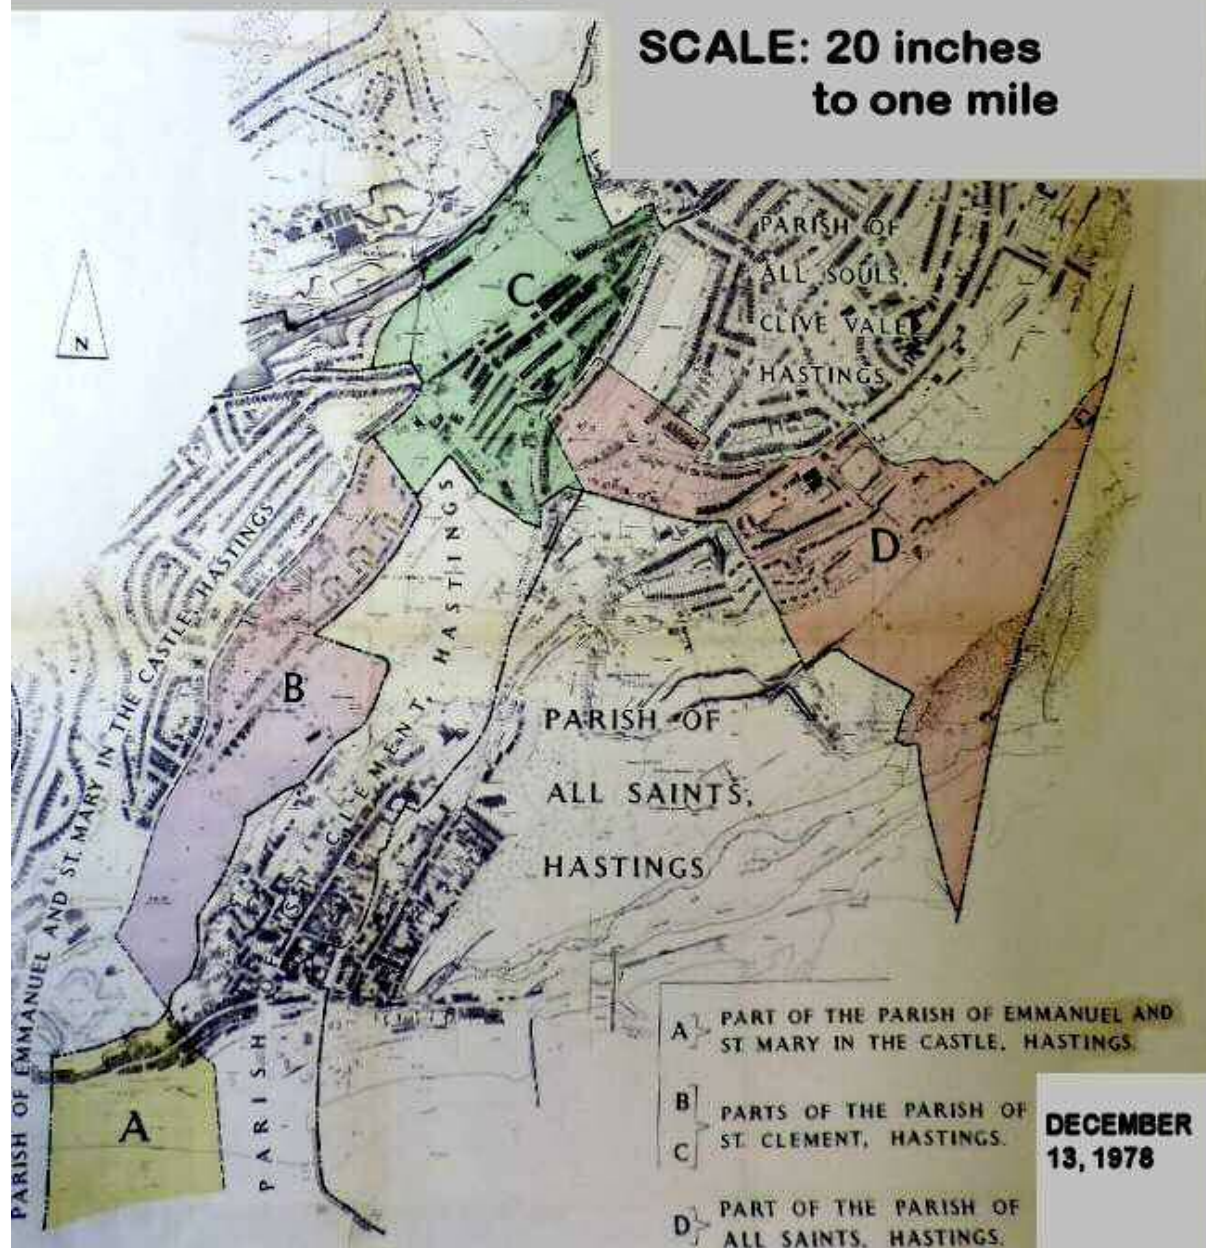 SCALE: 20 inches
to one mile
PARISH OF
ALL SOULS,
CLIVE VALE
HASTINGS
N
C
D
B
A
PARISH OF EMMANUEL AND ST. MARY IN THE CASTLE, HASTINGS
PARISH OF ST. CLEMENT, HASTINGS
PARISH OF
ALL SAINTS,
HASTINGS
A} PART OF THE PARISH OF EMMANUEL AND
ST. MARY IN THE CASTLE, HASTINGS.
B
C} PARTS OF THE PARISH OF
ST. CLEMENT, HASTINGS.
D} PART OF THE PARISH OF
ALL SAINTS, HASTINGS.
DECEMBER
13, 1978